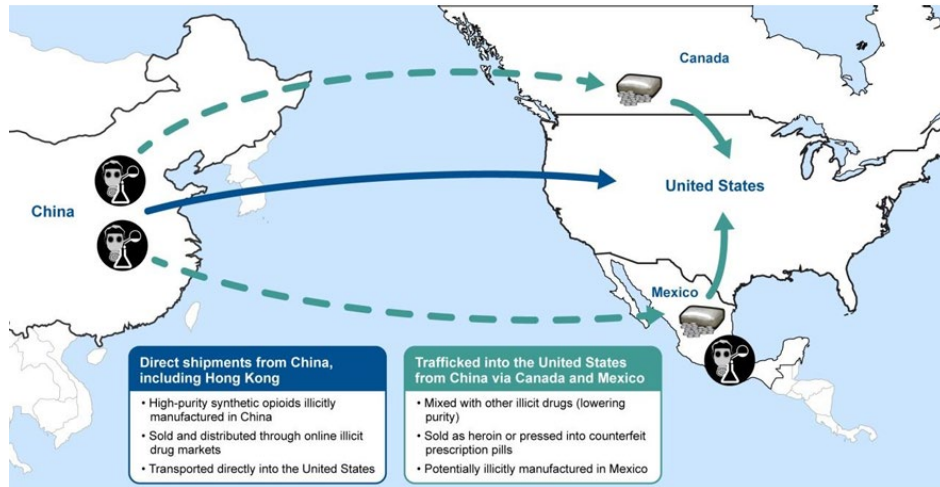 Canada
United States
China
Mexico
Direct shipments from China,
including Hong Kong
• High-purity synthetic opioids illicitly
manufactured in China
• Sold and distributed through online illicit
drug markets
• Transported directly into the United States
Trafficked into the United States
from China via Canada and Mexico
• Mixed with other illicit drugs (lowering
purity)
• Sold as heroin or pressed into counterfeit
prescription pills
• Potentially illicitly manufactured in Mexico